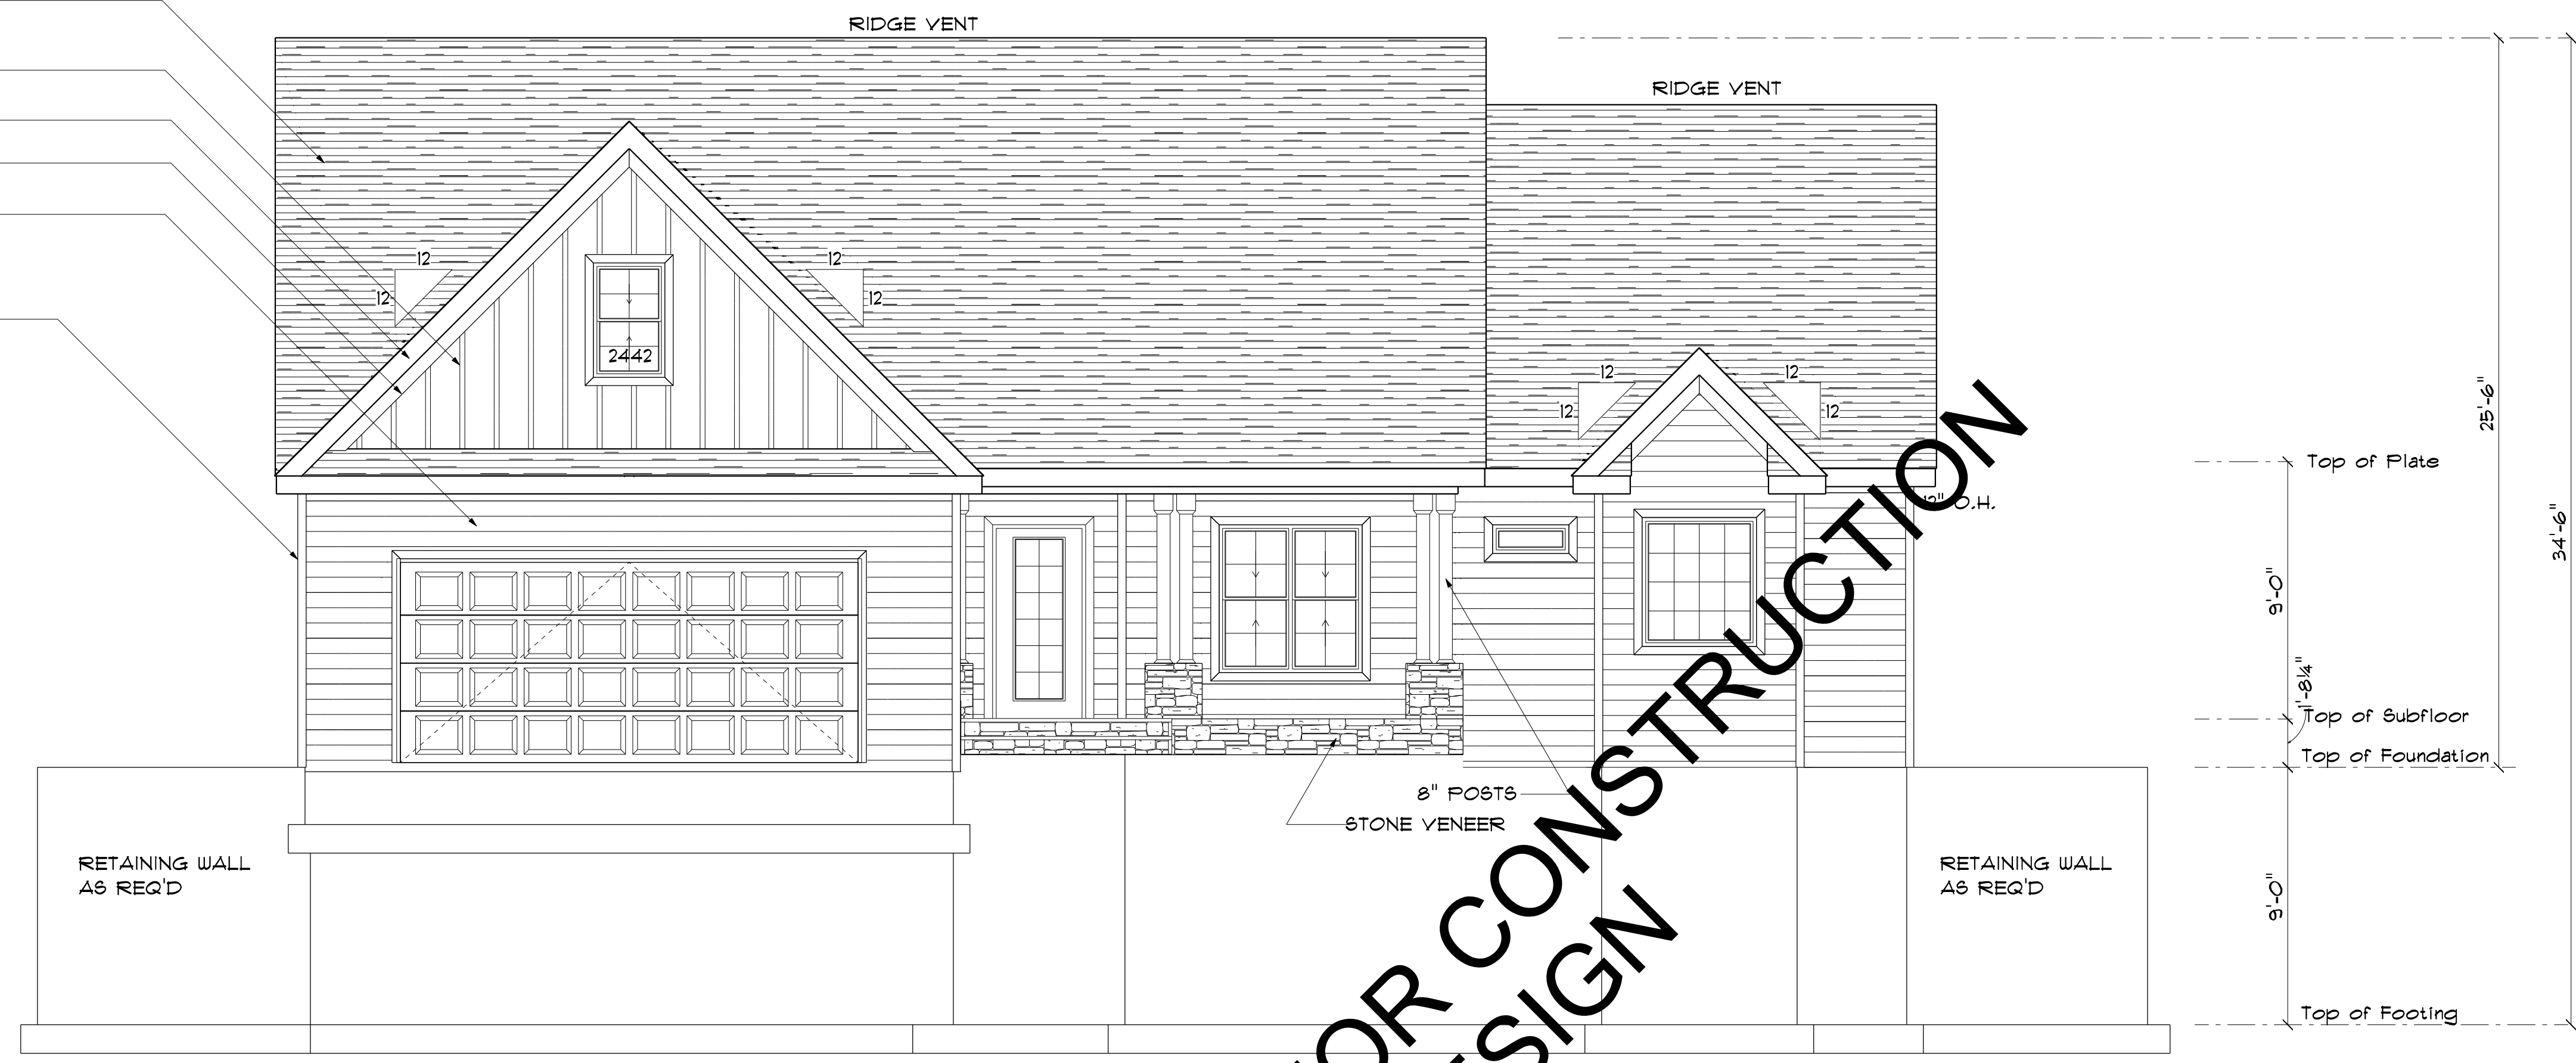 RIDGE VENT
RIDGE VENT
12
12
12
12
2442
12
12
12
12
25'-6"
34'-6"
Top of Plate
O.H.
9'-0"
1'-8¼"
Top of Subfloor
Top of Foundation
8" POSTS
STONE VENEER
RETAINING WALL
AS REQ'D
RETAINING WALL
AS REQ'D
9'-0"
Top of Footing
OR CONSTRUCTION
ESIGN